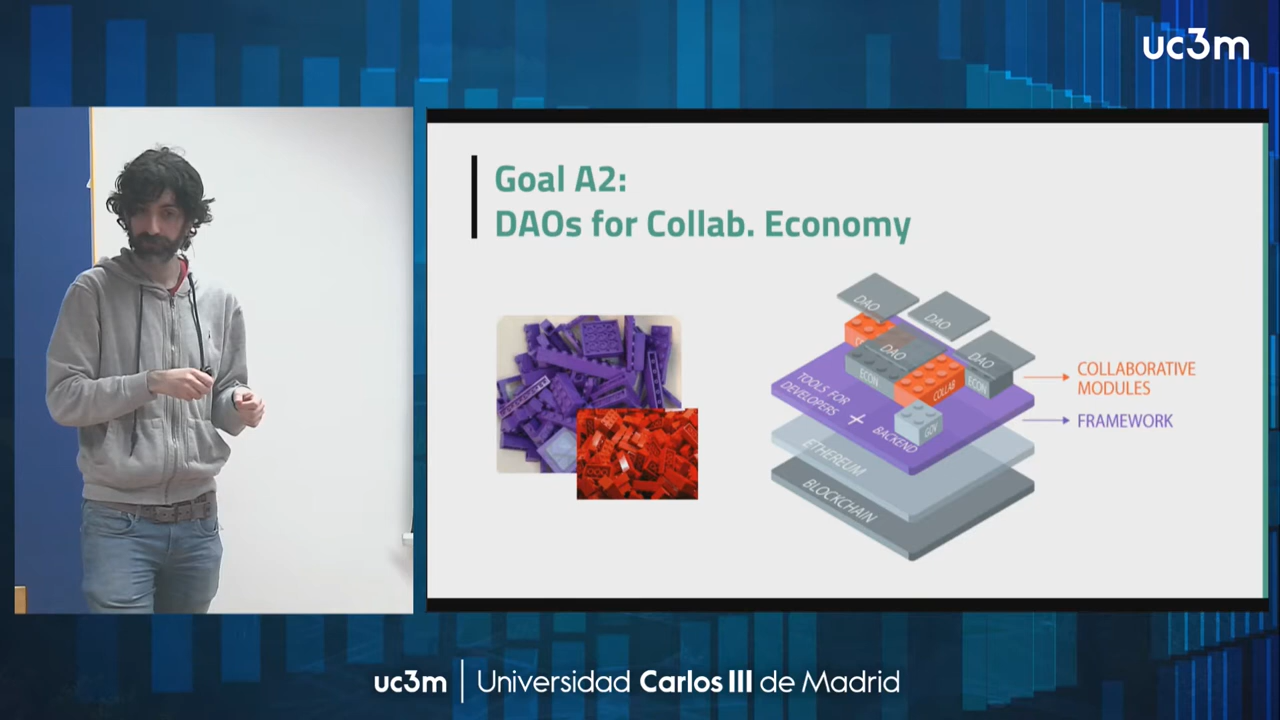 uc3m
Goal A2:
DAOs for Collab. Economy
DAO
DAO
DAO
DAO
ECON
COLLAB
ECON
GOV
TOOLS FOR
DEVELOPERS
+
BACKEND
ETHEREUM
BLOCKCHAIN
COLLABORATIVE
MODULES
FRAMEWORK
uc3m | Universidad Carlos III de Madrid